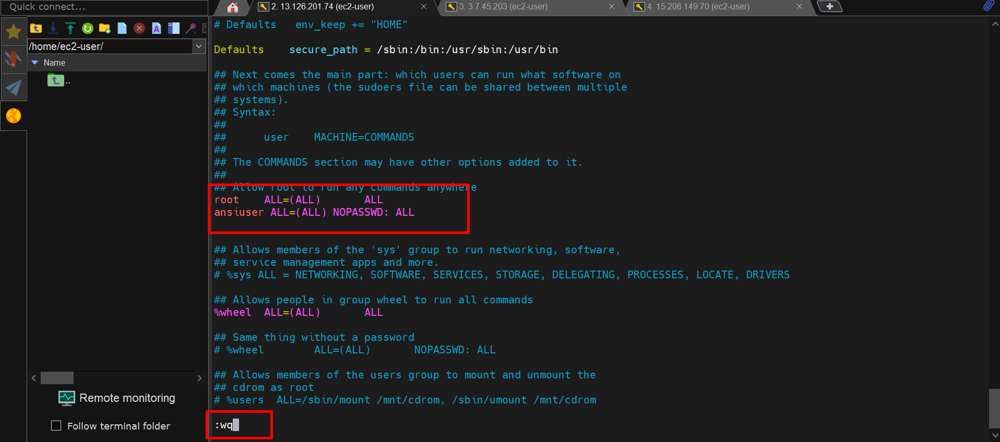 Quick connect...
2. 13.126.201.74 (ec2-user)
3. 3.7.45.203 (ec2-user)
4. 15.206.149.70 (ec2-user)
/home/ec2-user/
Name
..
Remote monitoring
Follow terminal folder
# Defaults   env_keep += "HOME"
Defaults    secure_path = /sbin:/bin:/usr/sbin:/usr/bin
## Next comes the main part: which users can run what software on
## which machines (the sudoers file can be shared between multiple
## systems).
## Syntax:
##
##      user    MACHINE=COMMANDS
##
## The COMMANDS section may have other options added to it.
##
## Allow root to run any commands anywhere
root    ALL=(ALL)       ALL
ansiuser ALL=(ALL) NOPASSWD: ALL
## Allows members of the 'sys' group to run networking, software,
## service management apps and more.
# %sys ALL = NETWORKING, SOFTWARE, SERVICES, STORAGE, DELEGATING, PROCESSES, LOCATE, DRIVERS
## Allows people in group wheel to run all commands
%wheel  ALL=(ALL)       ALL
## Same thing without a password
# %wheel        ALL=(ALL)       NOPASSWD: ALL
## Allows members of the users group to mount and unmount the
## cdrom as root
# %users  ALL=/sbin/mount /mnt/cdrom, /sbin/umount /mnt/cdrom
:wq